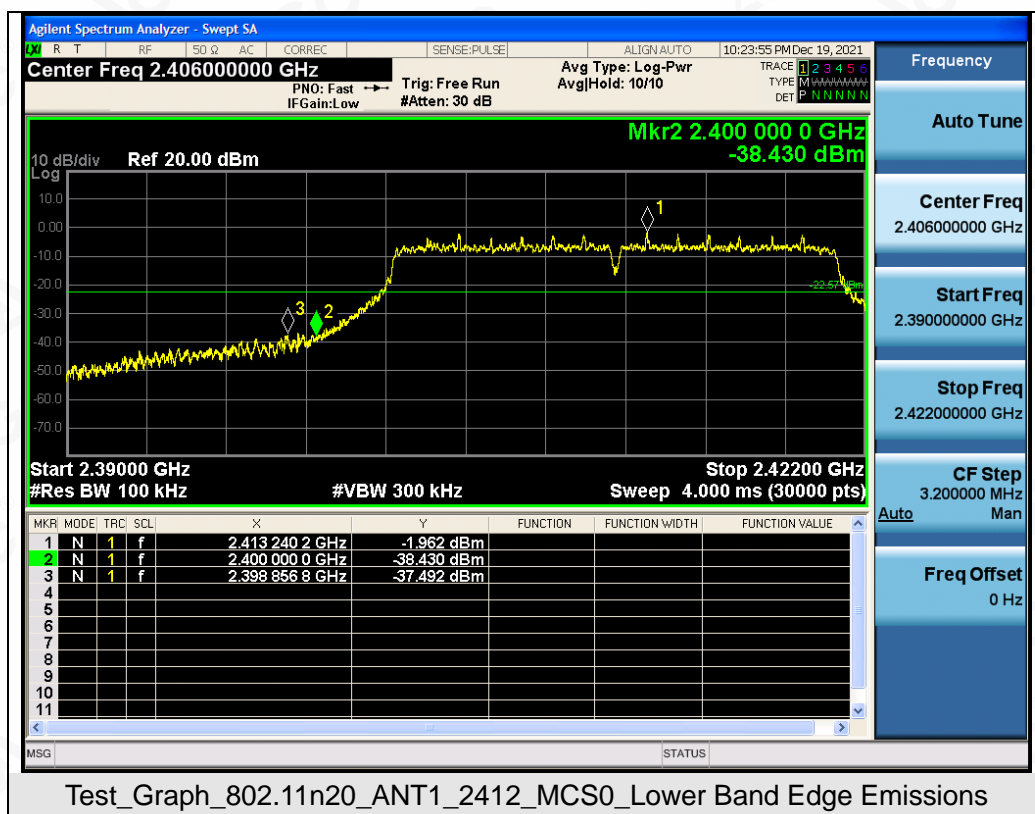 Agilent Spectrum Analyzer - Swept SA
LXI R T RF 50 Ω AC CORREC SENSE:PULSE ALIGN AUTO 10:23:55 PM Dec 19, 2021
Center Freq 2.406000000 GHz
PNO: Fast
IFGain:Low
Trig: Free Run
#Atten: 30 dB
Avg Type: Log-Pwr
Avg|Hold: 10/10
TRACE 1 2 3 4 5 6
TYPE M
DET P N N N N N
Mkr2 2.400 000 0 GHz
-38.430 dBm
10 dB/div Ref 20.00 dBm
Log
10.0
0.00
-10.0
-20.0
-30.0
-40.0
-50.0
-60.0
-70.0
1
-22.57 dBm
3
2
Start 2.39000 GHz Stop 2.42200 GHz
#Res BW 100 kHz #VBW 300 kHz Sweep 4.000 ms (30000 pts)
MKR MODE TRC SCL X Y FUNCTION FUNCTION WIDTH FUNCTION VALUE
1 N 1 f 2.413 240 2 GHz -1.962 dBm
2 N 1 f 2.400 000 0 GHz -38.430 dBm
3 N 1 f 2.398 856 8 GHz -37.492 dBm
4
5
6
7
8
9
10
11
MSG STATUS
Frequency
Auto Tune
Center Freq
2.406000000 GHz
Start Freq
2.390000000 GHz
Stop Freq
2.422000000 GHz
CF Step
3.200000 MHz
Auto Man
Freq Offset
0 Hz
Test_Graph_802.11n20_ANT1_2412_MCS0_Lower Band Edge Emissions